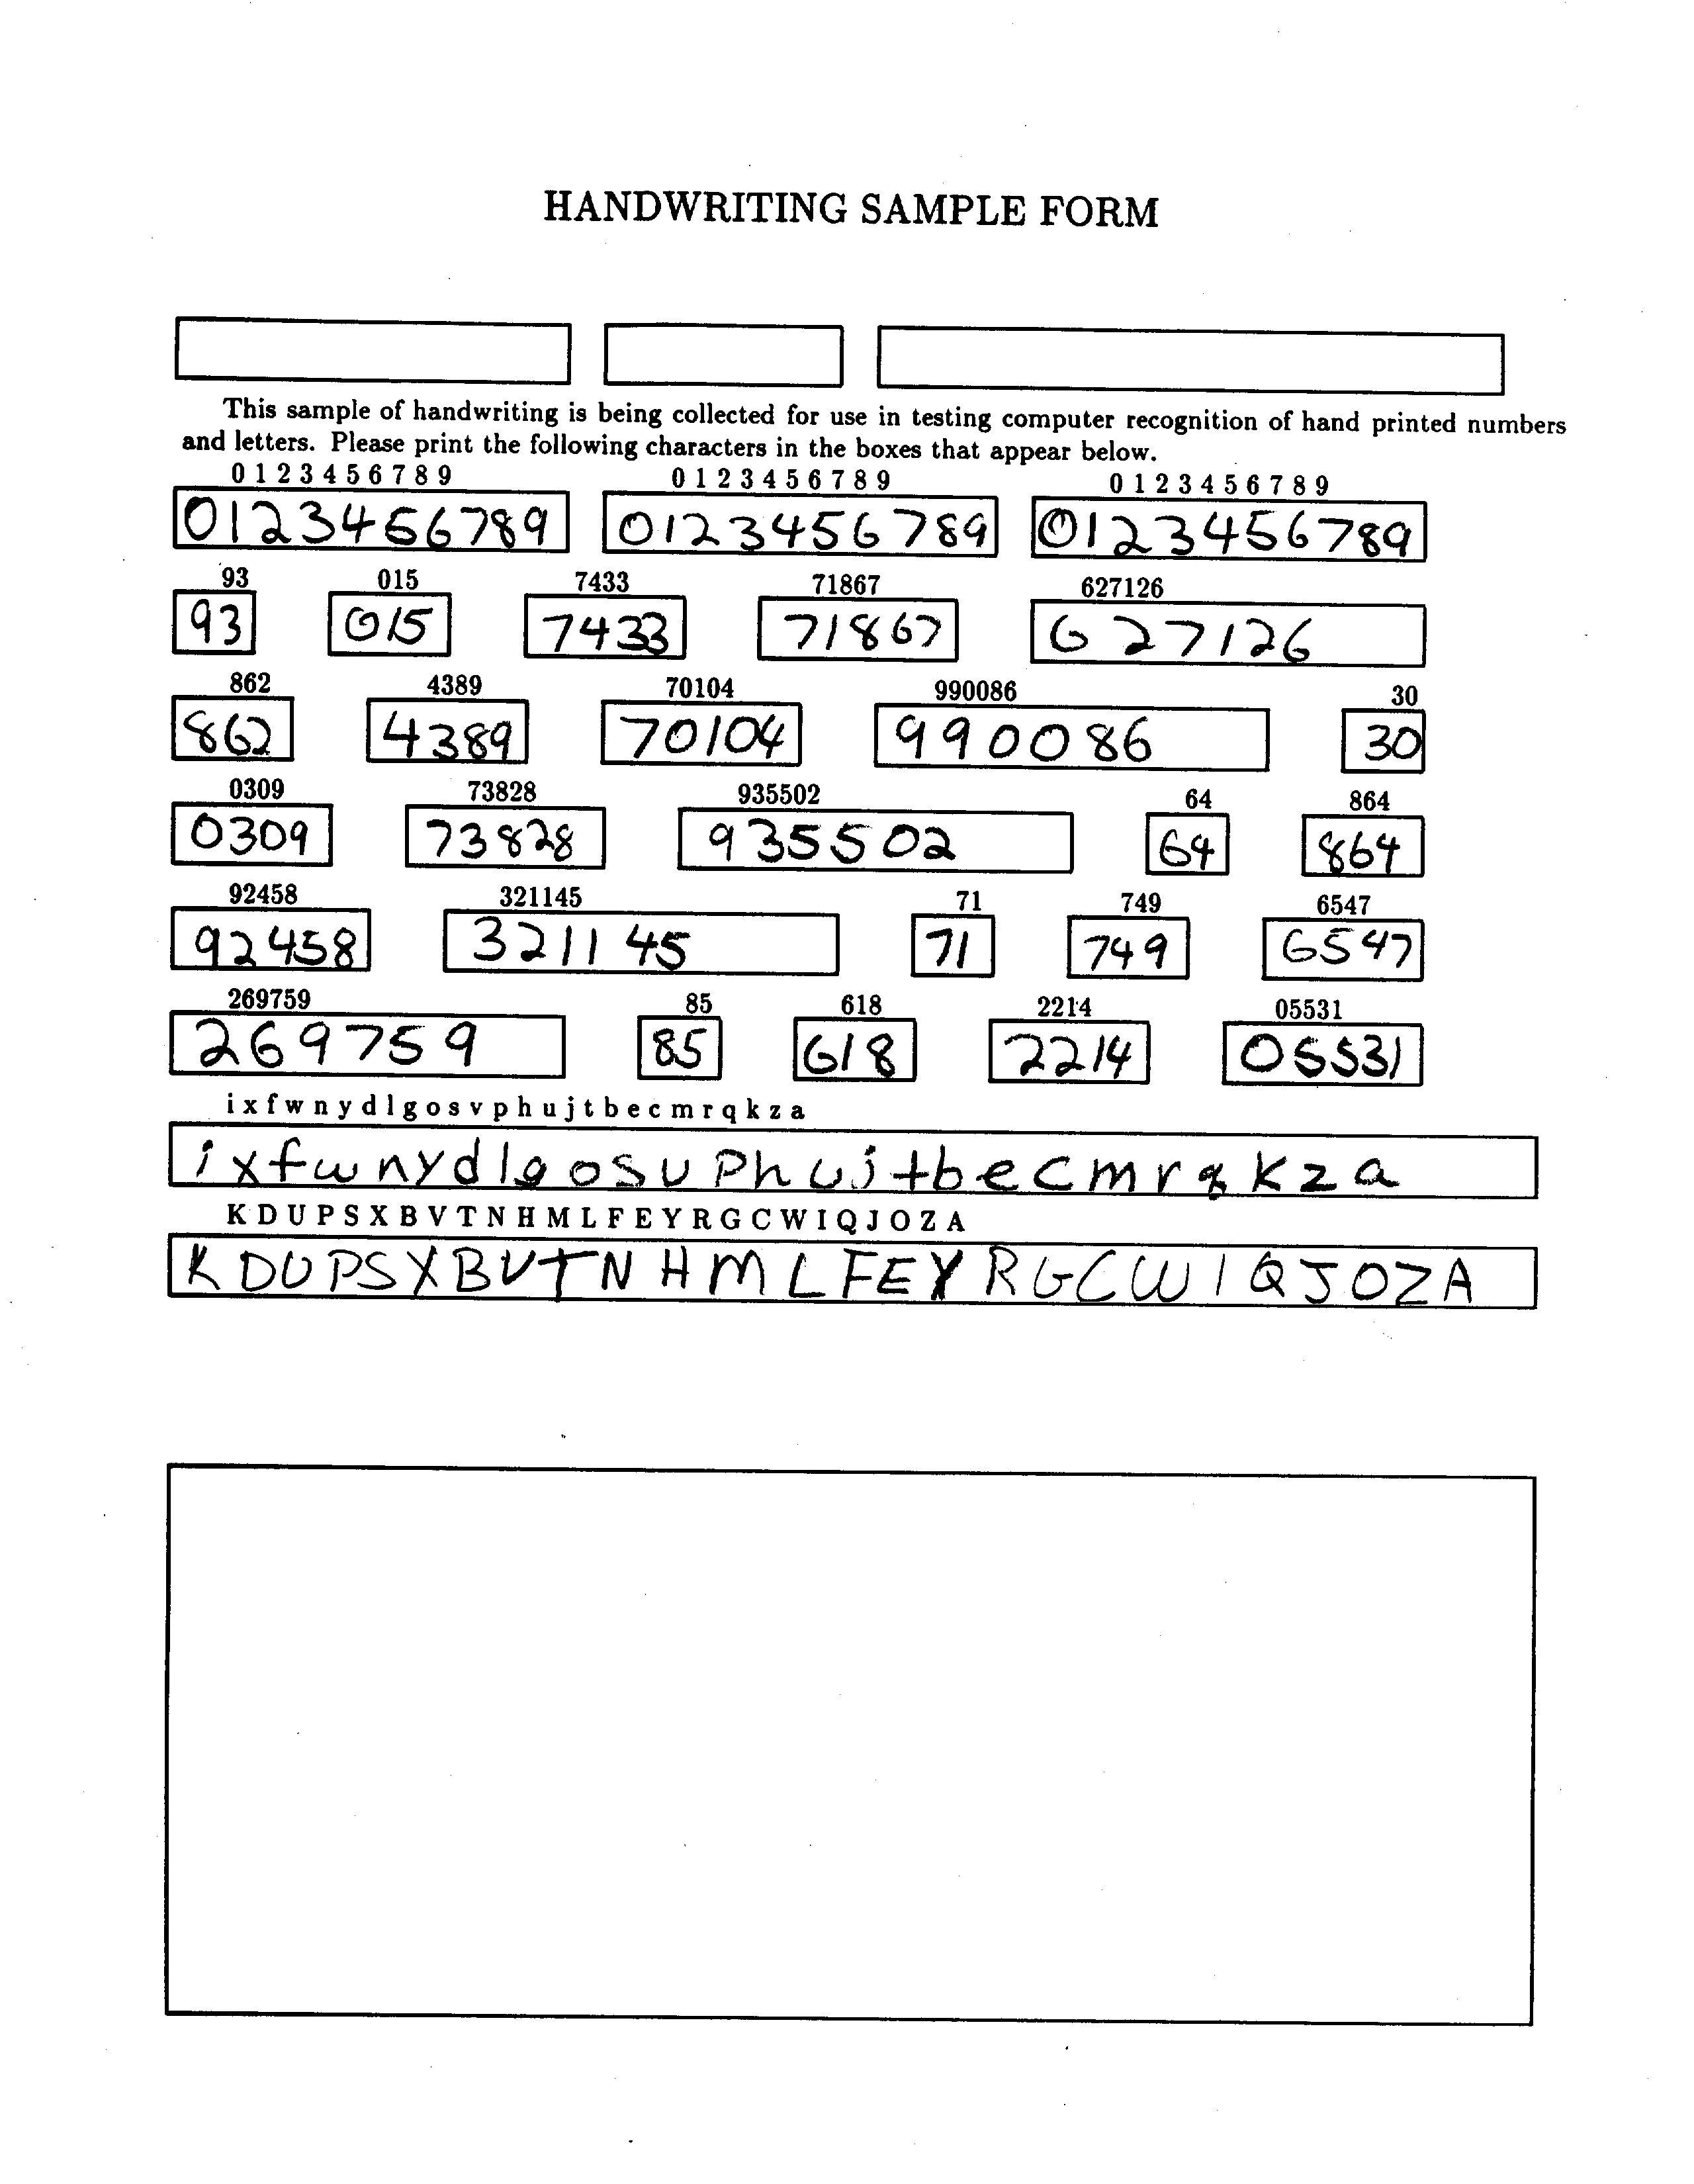 HANDWRITING SAMPLE FORM
This sample of handwriting is being collected for use in testing computer recognition of hand printed numbers
and letters. Please print the following characters in the boxes that appear below.
0 1 2 3 4 5 6 7 8 9 0 1 2 3 4 5 6 7 8 9 0 1 2 3 4 5 6 7 8 9
0123456789 0123456789 0123456789
93 015 7433 71867 627126
93 015 7433 71867 627126
862 4389 70104 990086 30
862 4389 70104 990086 30
0309 73828 935502 64 864
0309 73828 935502 64 864
92458 321145 71 749 6547
92458 321145 71 749 6547
269759 85 618 2214 05531
269759 85 618 2214 05531
i x f w n y d l g o s v p h u j t b e c m r q k z a
i x f w n y d l g o s v p h u j t b e c m r q k z a
K D U P S X B V T N H M L F E Y R G C W I Q J O Z A
K D U P S X B V T N H M L F E Y R G C W I Q J O Z A